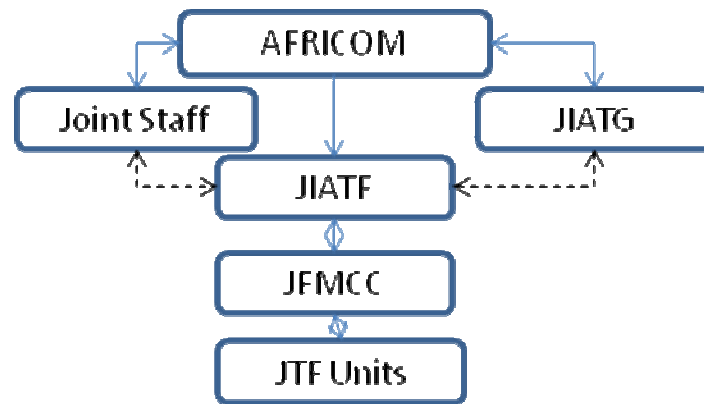 AFRICOM
Joint Staff
JIATG
JIATF
JFMCC
JTF Units